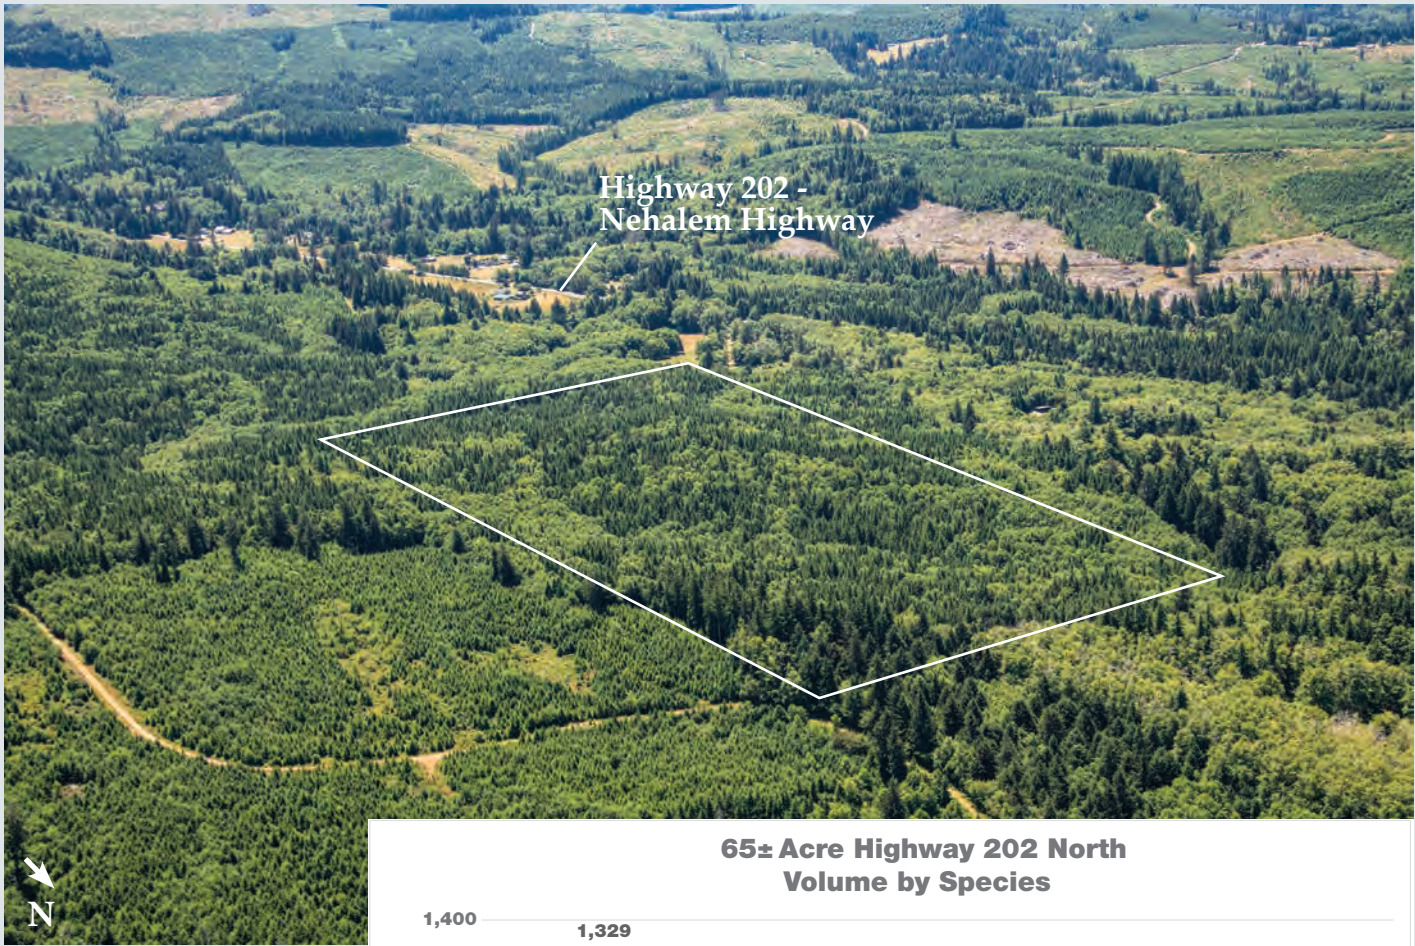 Highway 202 -
Nehalem Highway
N
65± Acre Highway 202 North
Volume by Species
1,400
1,329